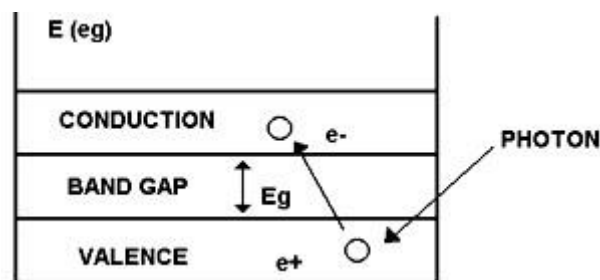 E (eg)
CONDUCTION
e-
PHOTON
BAND GAP
Eg
VALENCE
e+